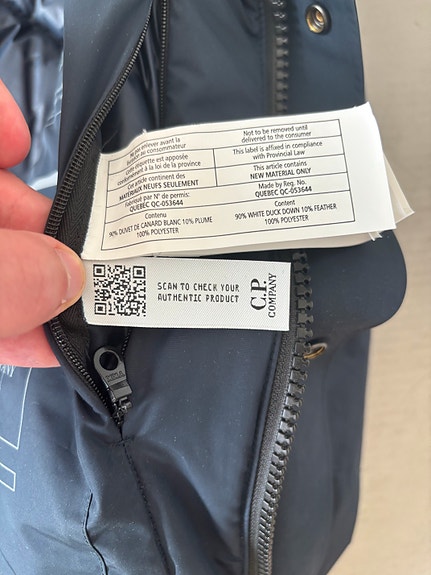 Ne pas enlever avant la
livraison au consommateur
Not to be removed until
delivered to the consumer
Cette étiquette est apposée
conformément à la loi de la province
This label is affixed in compliance
with Provincial Law
Cet article contient des
MATÉRIAUX NEUFS SEULEMENT
This article contains
NEW MATERIAL ONLY
Fabriqué par N° de permis:
QUEBEC QC-053644
Made by Reg. No.
QUEBEC QC-053644
Contenu
90% DUVET DE CANARD BLANC 10% PLUME
100% POLYESTER
Content
90% WHITE DUCK DOWN 10% FEATHER
100% POLYESTER
SCAN TO CHECK YOUR
AUTHENTIC PRODUCT
C.P.
COMPANY